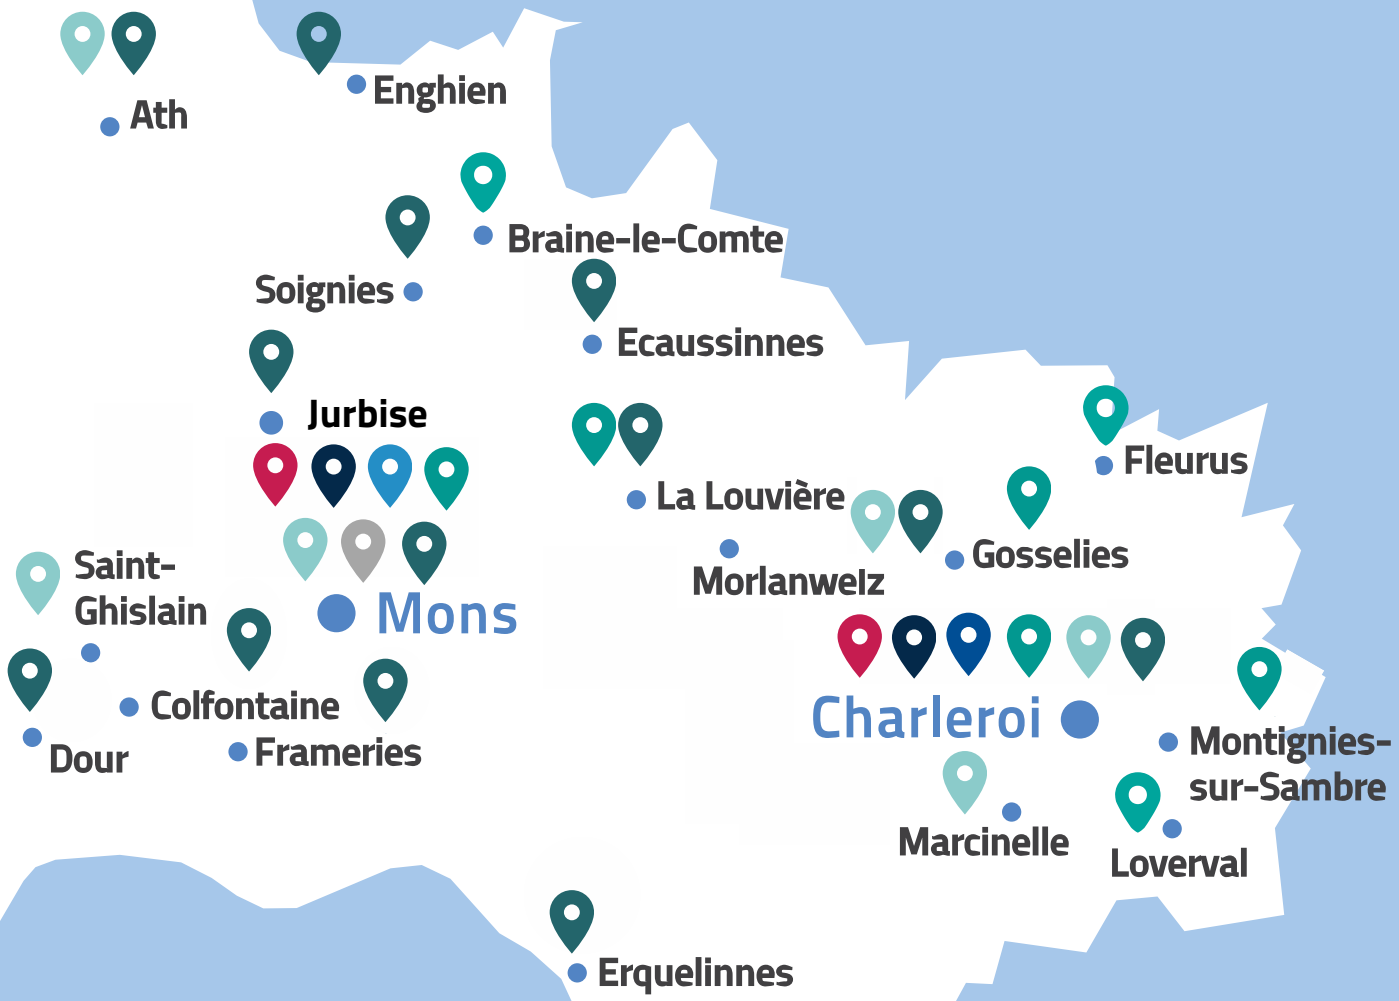 Enghien
Ath
Braine-le-Comte
Soignies
Ecaussinnes
Jurbise
Fleurus
La Louvière
Gosselies
Saint-
Ghislain
Morlanwelz
Mons
Colfontaine
Charleroi
Frameries
Dour
Montignies-
sur-Sambre
Marcinelle
Loverval
Erquelinnes